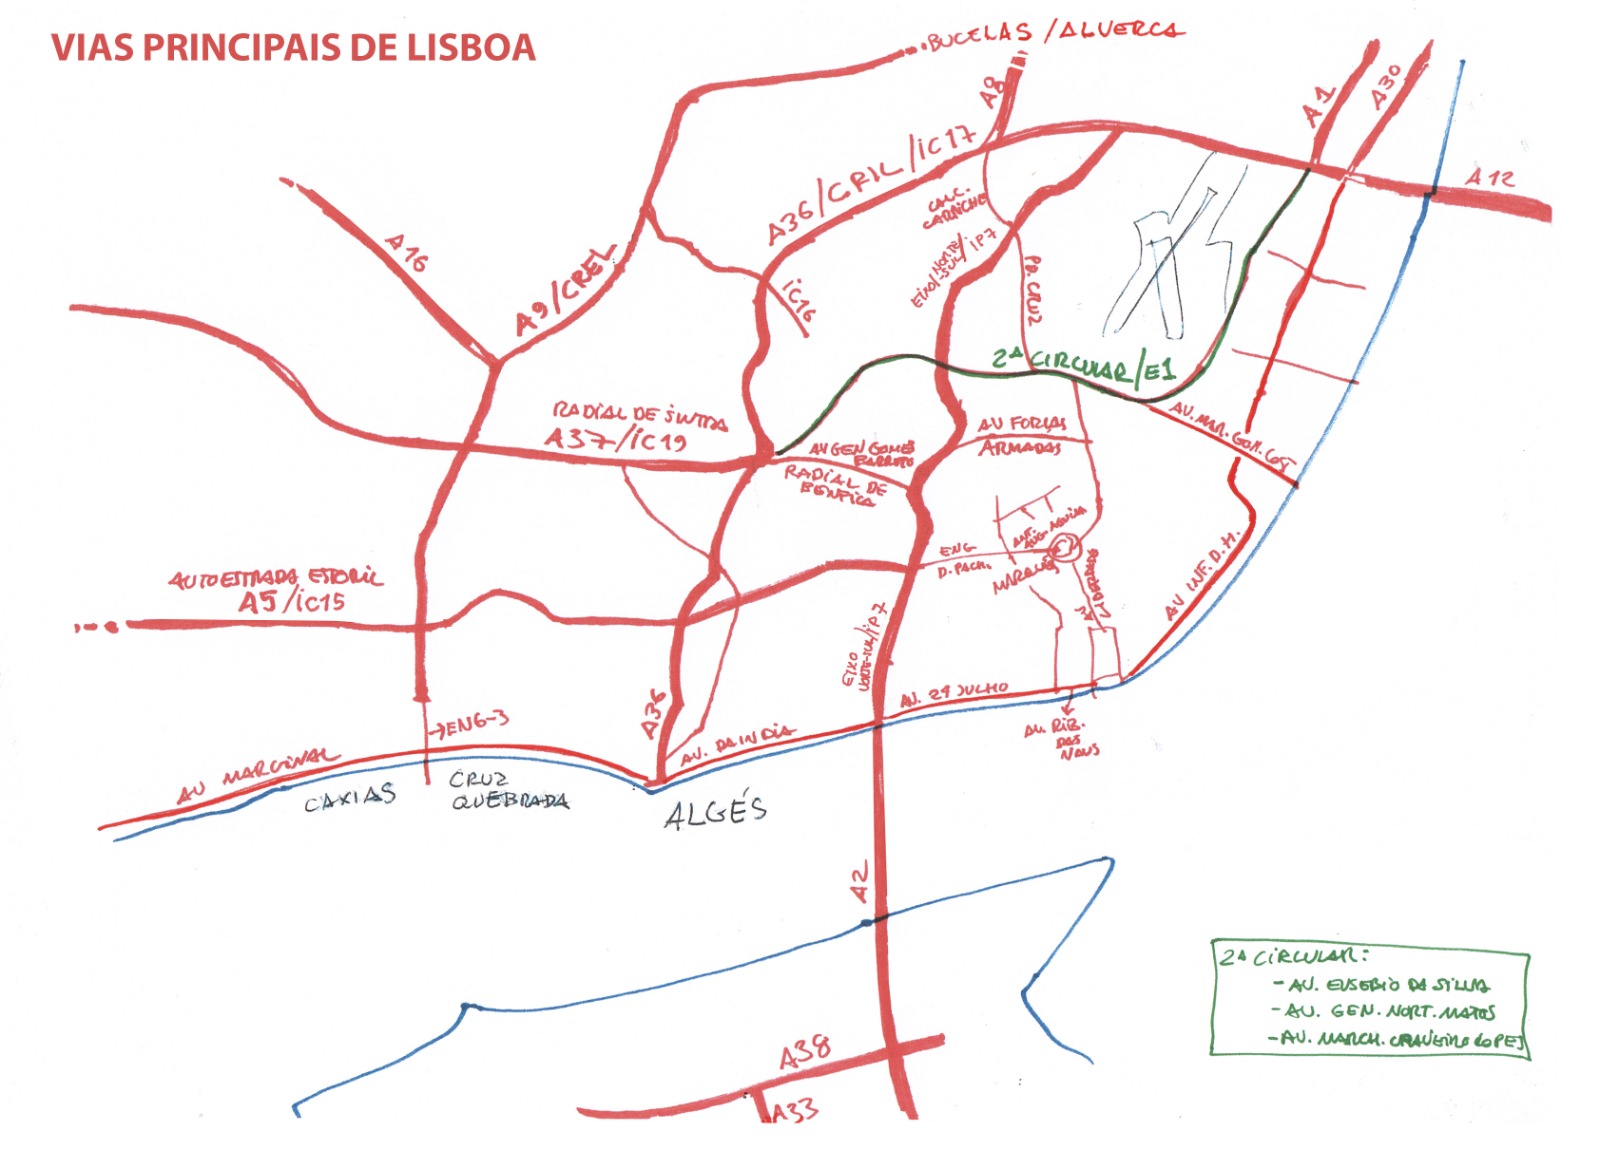 VIAS PRINCIPAIS DE LISBOA
BUCELAS / ALVERCA
A8
A1
A30
A36/CRIL/IC17
A12
CALC.
CARRICHE
A16
A9/CREL
EIXO NORTE/-SUL/IP7
PD. CRUZ
IC16
2ª CIRCULAR/E1
RADIAL DE SINTRA
A37/IC19
AV. MAR. GOM. COST
AV GEN GOMES
BARRETO
AV FORÇAS
ARMADAS
RADIAL DE
BENFICA
ANT.
AUG. AGUIAR
ENG
D. PACH.
MARQUÊS
AV LIBERDADE
AV INF. D. H.
AUTOESTRADA ESTORIL
A5/IC15
EIXO
NORTE-SUL/IP7
A36
AV. 24 JULHO
→EN6-3
AV. DA INDIA
AV. RIB.
DAS
NAUS
AV MARGINAL
CAXIAS
CRUZ
QUEBRADA
ALGÉS
A2
2ª CIRCULAR:
- AV. EUSEBIO DA SILVA
- AV. GEN. NORT. MATOS
- AV. MARCH. CRAVEIRO LOPES
A38
A33